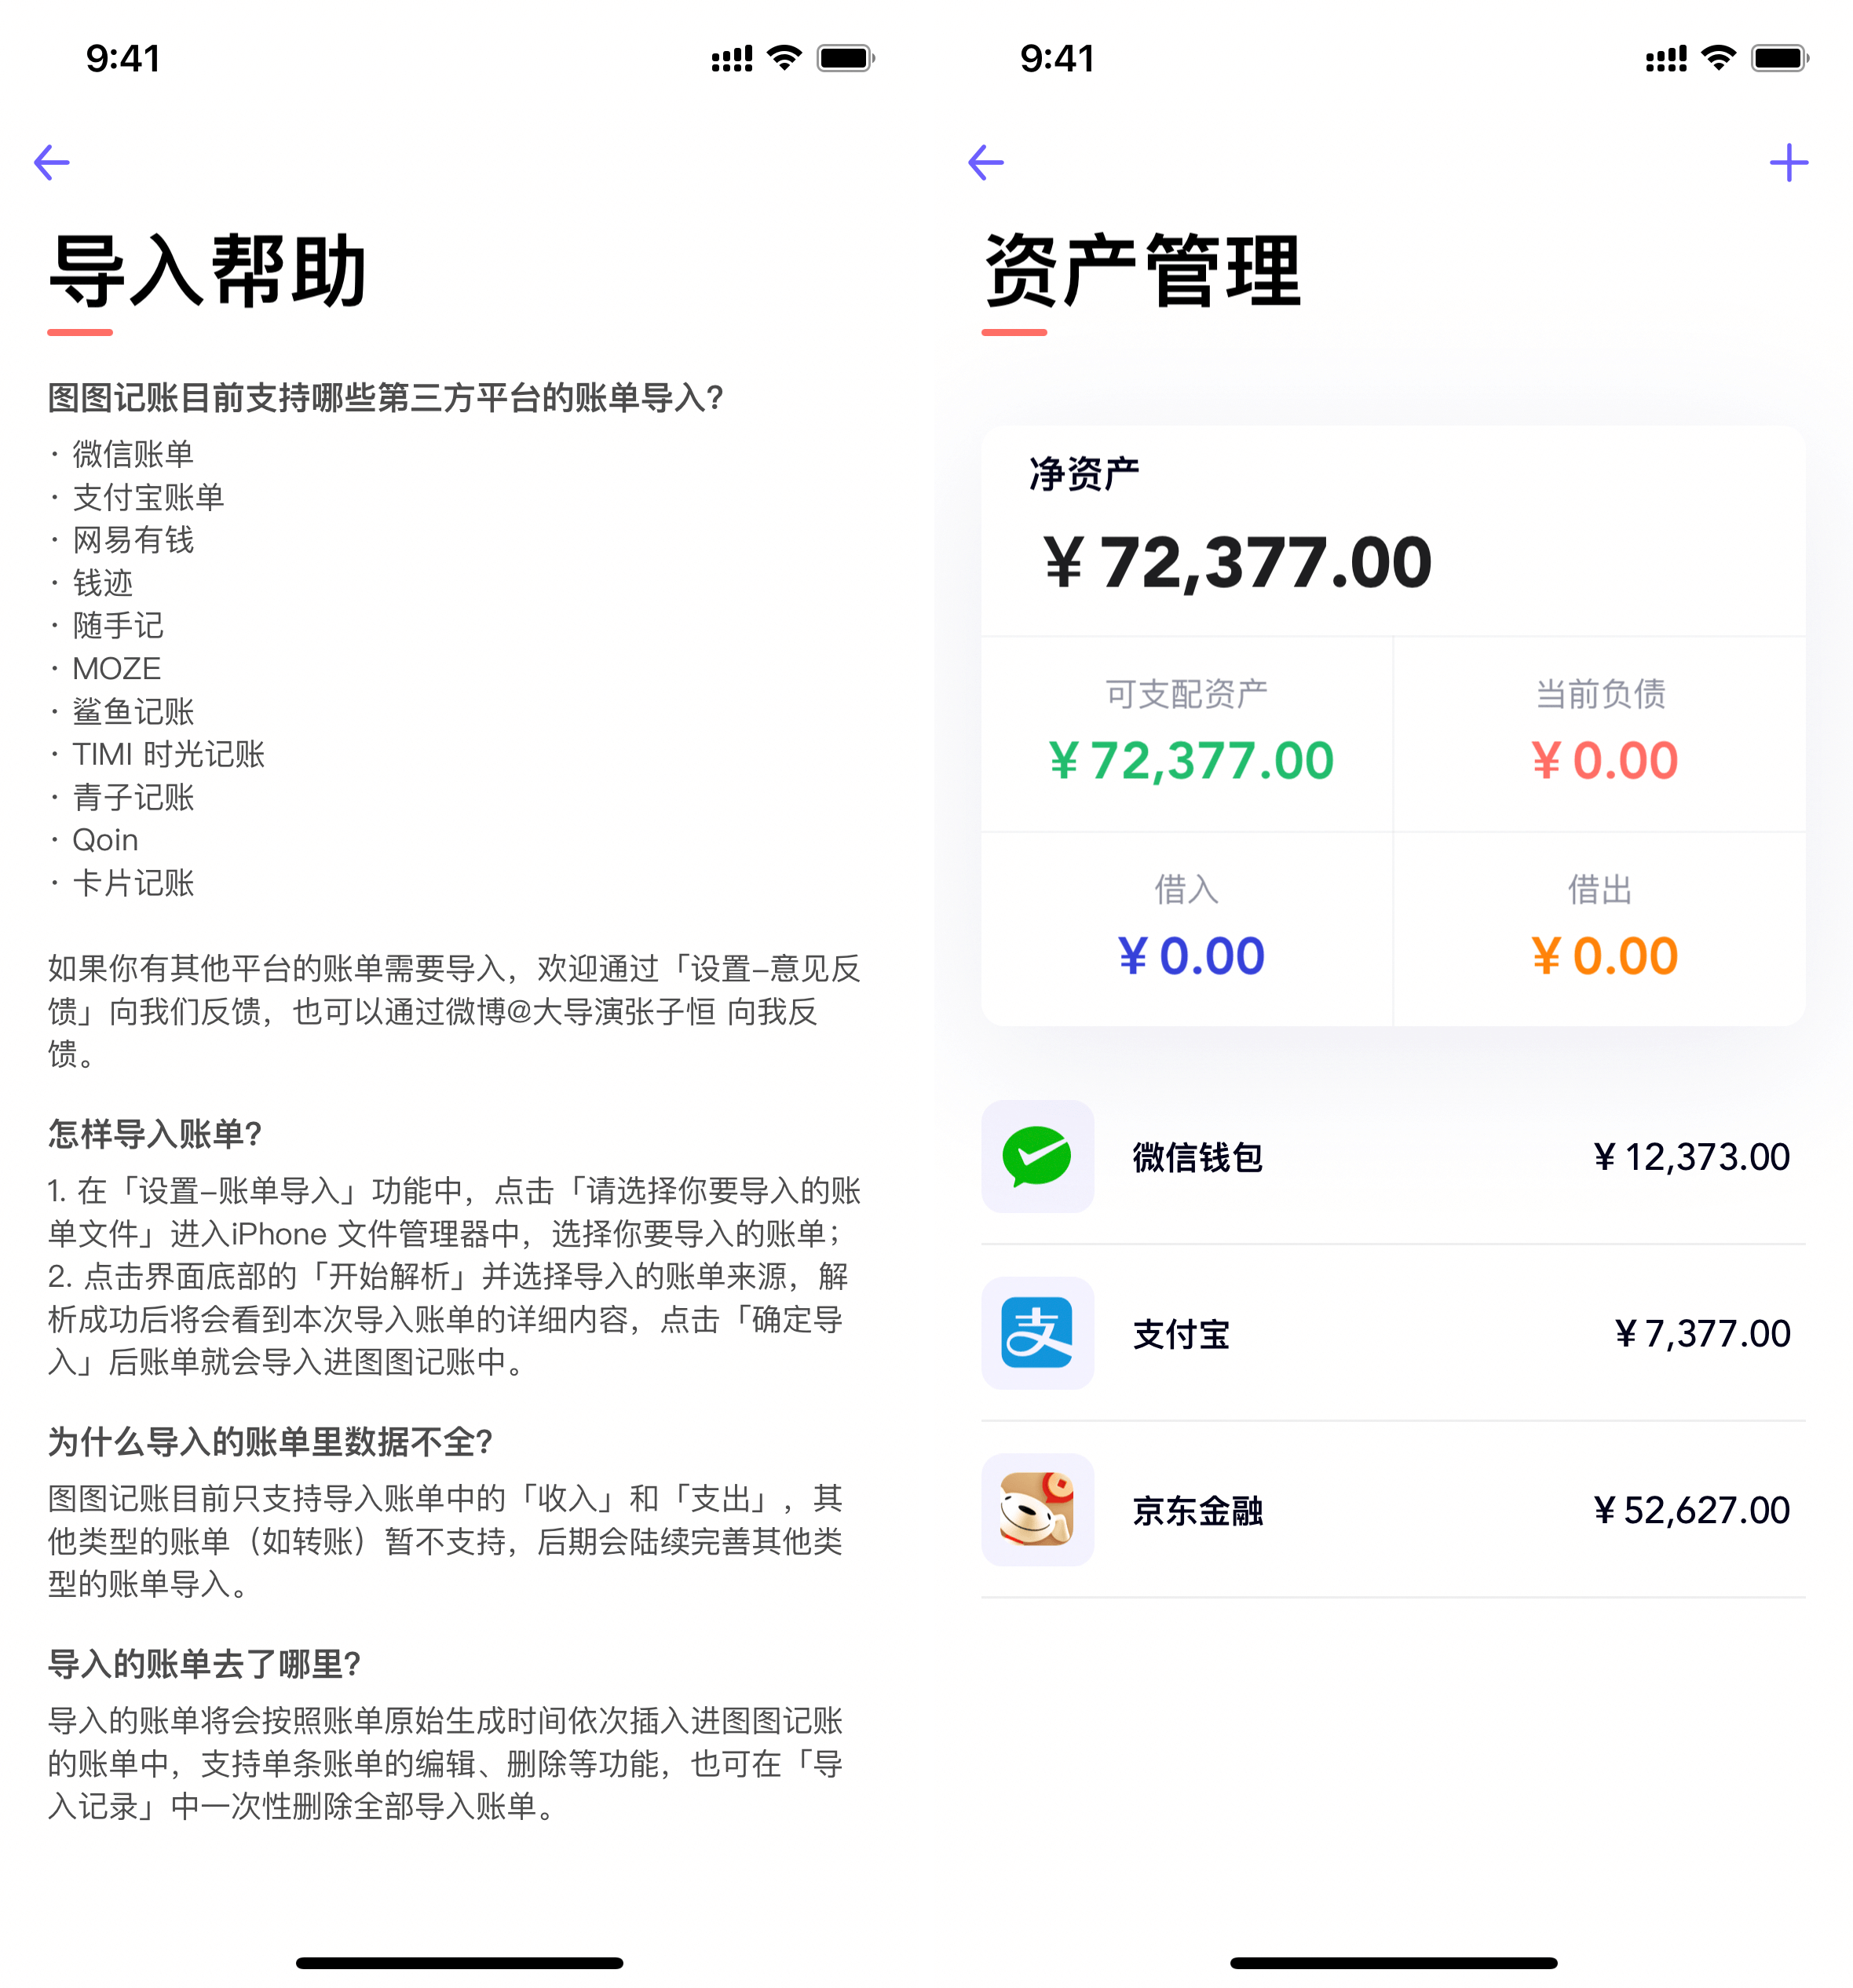 9:41
导入帮助
图图记账目前支持哪些第三方平台的账单导入?
· 微信账单
· 支付宝账单
· 网易有钱
· 钱迹
· 随手记
· MOZE
· 鲨鱼记账
· TIMI 时光记账
· 青子记账
· Qoin
· 卡片记账
如果你有其他平台的账单需要导入，欢迎通过「设置–意见反
馈」向我们反馈，也可以通过微博@大导演张子恒 向我反
馈。
怎样导入账单?
1. 在「设置–账单导入」功能中，点击「请选择你要导入的账
单文件」进入iPhone 文件管理器中，选择你要导入的账单；
2. 点击界面底部的「开始解析」并选择导入的账单来源，解
析成功后将会看到本次导入账单的详细内容，点击「确定导
入」后账单就会导入进图图记账中。
为什么导入的账单里数据不全?
图图记账目前只支持导入账单中的「收入」和「支出」，其
他类型的账单（如转账）暂不支持，后期会陆续完善其他类
型的账单导入。
导入的账单去了哪里?
导入的账单将会按照账单原始生成时间依次插入进图图记账
的账单中，支持单条账单的编辑、删除等功能，也可在「导
入记录」中一次性删除全部导入账单。
9:41
资产管理
净资产
¥ 72,377.00
可支配资产
¥ 72,377.00
当前负债
¥ 0.00
借入
¥ 0.00
借出
¥ 0.00
微信钱包
¥ 12,373.00
支
支付宝
¥ 7,377.00
京东金融
¥ 52,627.00